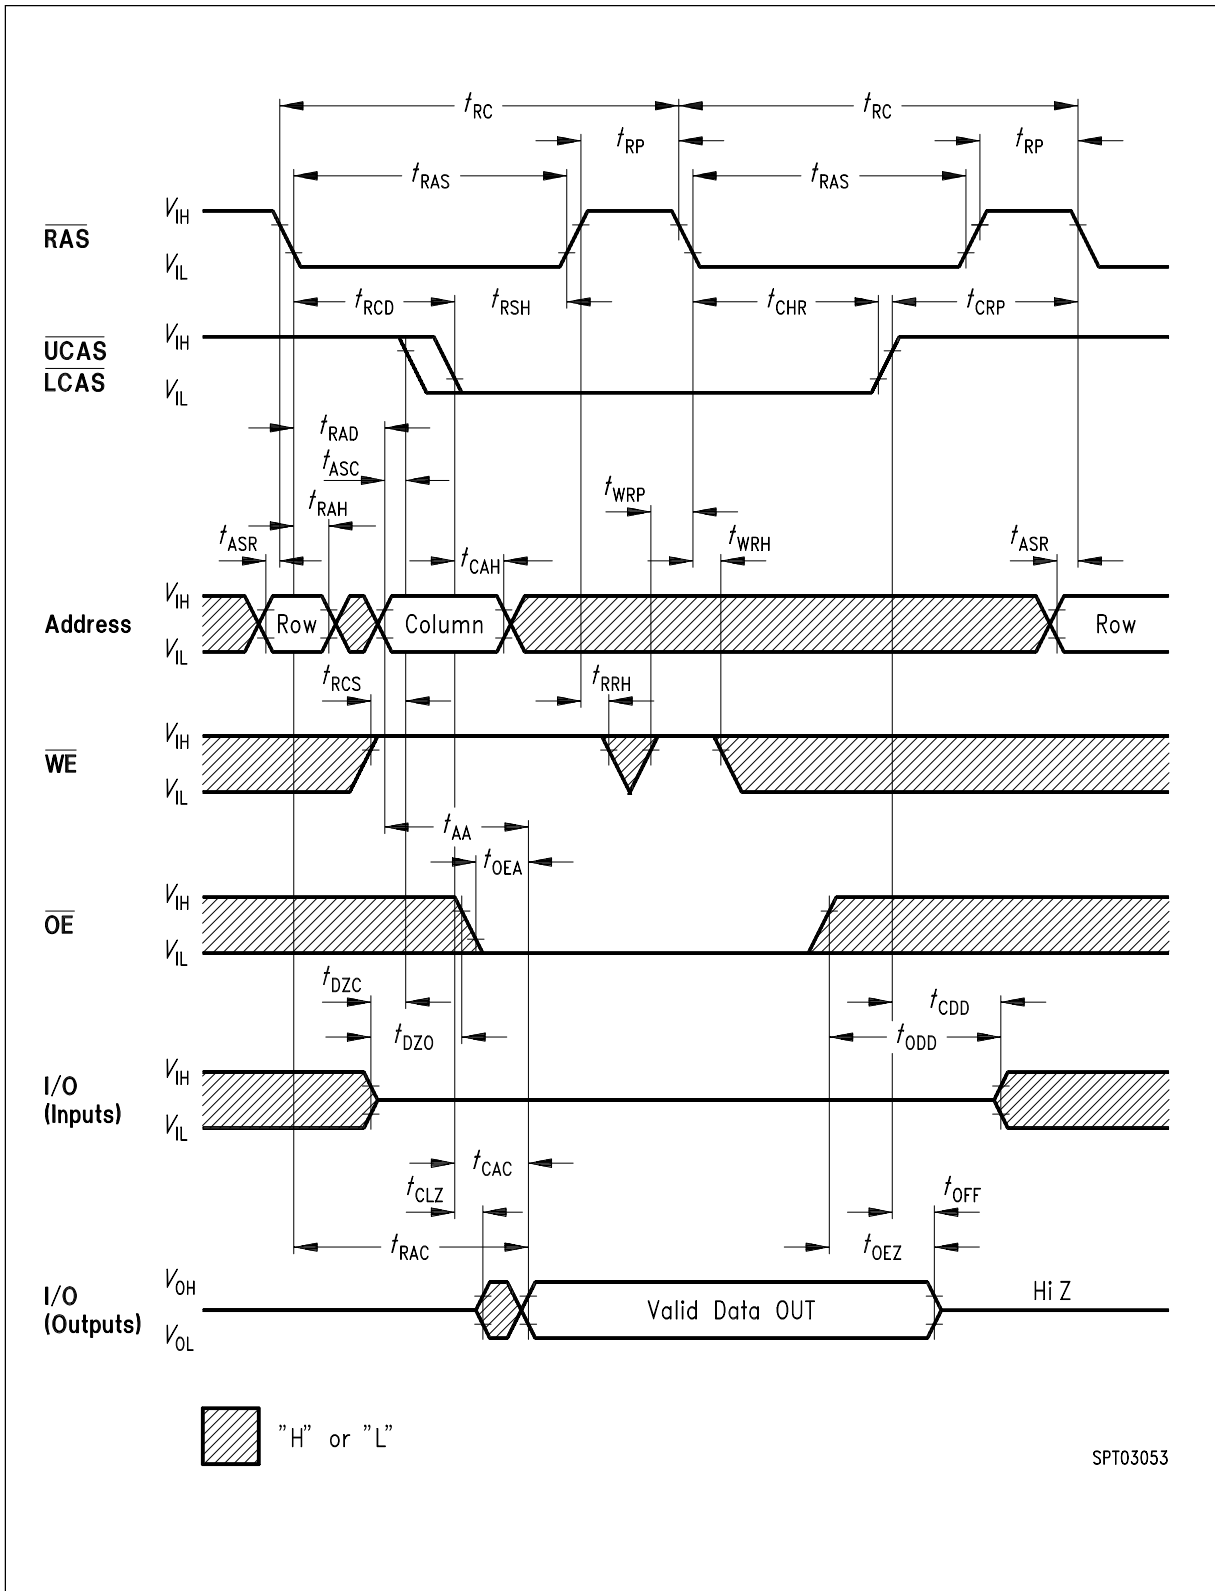 tRC tRC
tRP tRP
tRAS tRAS
RAS VIH
VIL
tRCD tRSH tCHR tCRP
UCAS VIH
LCAS VIL
tRAD
tASC
tRAH tWRP
tASR tCAH tWRH tASR
Address VIH
Row Column Row
VIL
tRCS tRRH
WE VIH
VIL
tAA
tOEA
OE VIH
VIL
tDZC tCDD
tDZO tODD
I/O VIH
(Inputs) VIL
tCAC
tCLZ tOFF
tRAC tOEZ
I/O VOH Hi Z
(Outputs) Valid Data OUT
VOL
"H" or "L"
SPT03053